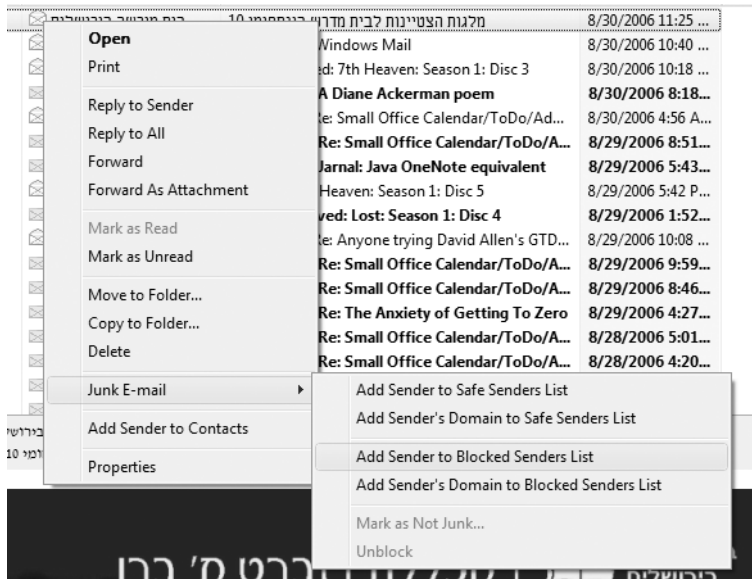 מלגות הצטיינות לבית מדרש 8/30/2006 11:25 ...
Windows Mail 8/30/2006 10:40 ...
ed: 7th Heaven: Season 1: Disc 3 8/30/2006 10:18 ...
A Diane Ackerman poem 8/30/2006 8:18...
Re: Small Office Calendar/ToDo/Ad... 8/30/2006 4:56 A...
Re: Small Office Calendar/ToDo/A... 8/29/2006 8:51...
Jarnal: Java OneNote equivalent 8/29/2006 5:43...
Heaven: Season 1: Disc 5 8/29/2006 5:42 P...
ved: Lost: Season 1: Disc 4 8/29/2006 1:52...
Re: Anyone trying David Allen's GTD... 8/29/2006 10:08 ...
Re: Small Office Calendar/ToDo/A... 8/29/2006 9:59...
Re: Small Office Calendar/ToDo/A... 8/29/2006 8:46...
Re: The Anxiety of Getting To Zero 8/29/2006 4:27...
Re: Small Office Calendar/ToDo/A... 8/28/2006 5:01...
Re: Small Office Calendar/ToDo/A... 8/28/2006 4:20...
Open
Print
Reply to Sender
Reply to All
Forward
Forward As Attachment
Mark as Read
Mark as Unread
Move to Folder...
Copy to Folder...
Delete
Junk E-mail
Add Sender to Contacts
Properties
Add Sender to Safe Senders List
Add Sender's Domain to Safe Senders List
Add Sender to Blocked Senders List
Add Sender's Domain to Blocked Senders List
Mark as Not Junk...
Unblock